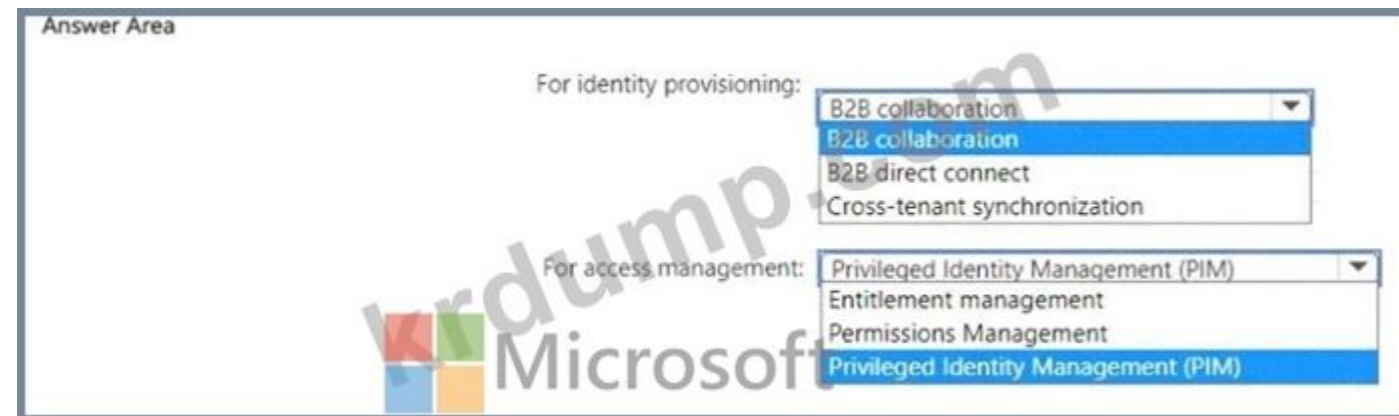 Answer Area
For identity provisioning:
B2B collaboration
B2B collaboration
B2B direct connect
Cross-tenant synchronization
For access management:
Privileged Identity Management (PIM)
Entitlement management
Permissions Management
Privileged Identity Management (PIM)
krdump.com
Microsoft